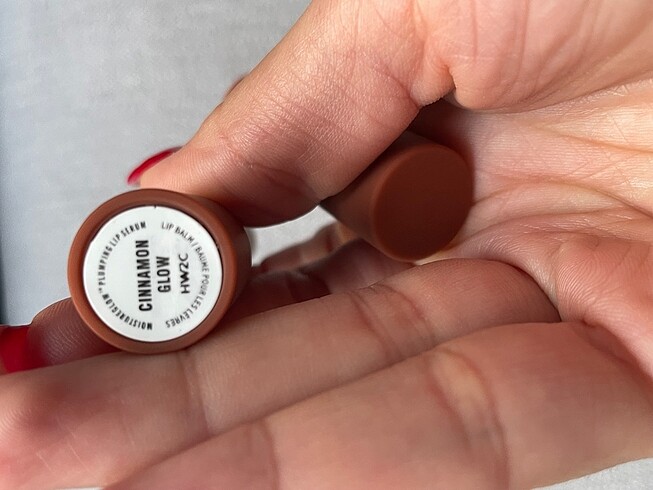 MOISTUREGLOW™ PLUMPING LIP SERUM
LIP BALM / BAUME POUR LES LÈVRES
CINNAMON
GLOW
HW2C